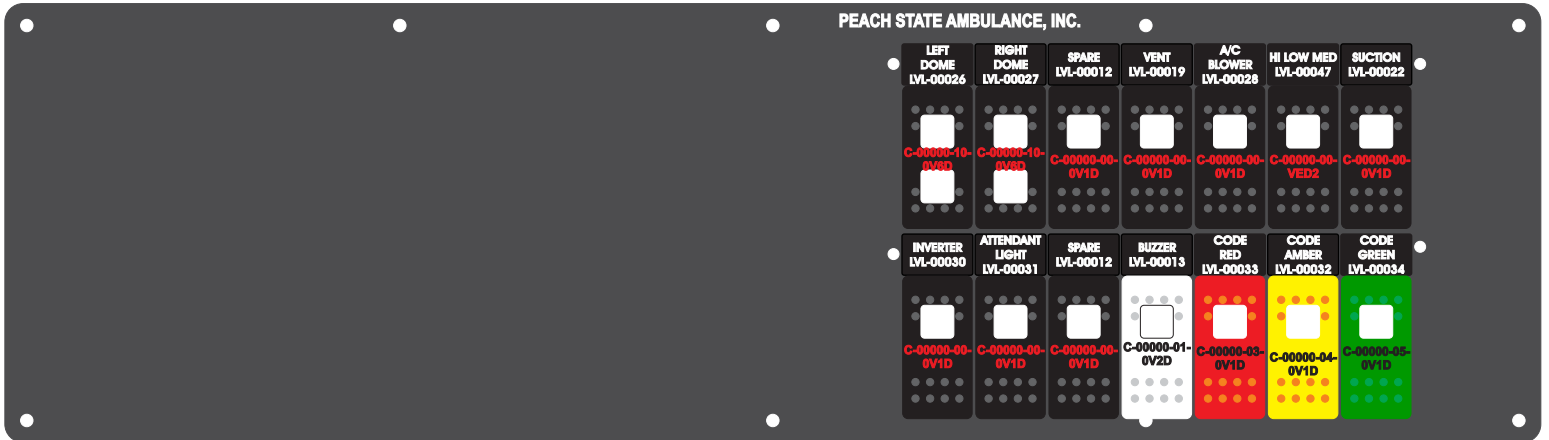 PEACH STATE AMBULANCE, INC.
LEFT
DOME
LVL-00026
RIGHT
DOME
LVL-00027
SPARE
LVL-00012
VENT
LVL-00019
A/C
BLOWER
LVL-00028
HI LOW MED
LVL-00047
SUCTION
LVL-00022
C-00000-10-
0V6D
C-00000-10-
0V6D
C-00000-00-
0V1D
C-00000-00-
0V1D
C-00000-00-
0V1D
C-00000-00-
VED2
C-00000-00-
0V1D
INVERTER
LVL-00030
ATTENDANT
LIGHT
LVL-00031
SPARE
LVL-00012
BUZZER
LVL-00013
CODE
RED
LVL-00033
CODE
AMBER
LVL-00032
CODE
GREEN
LVL-00034
C-00000-00-
0V1D
C-00000-00-
0V1D
C-00000-00-
0V1D
C-00000-01-
0V2D
C-00000-03-
0V1D
C-00000-04-
0V1D
C-00000-05-
0V1D